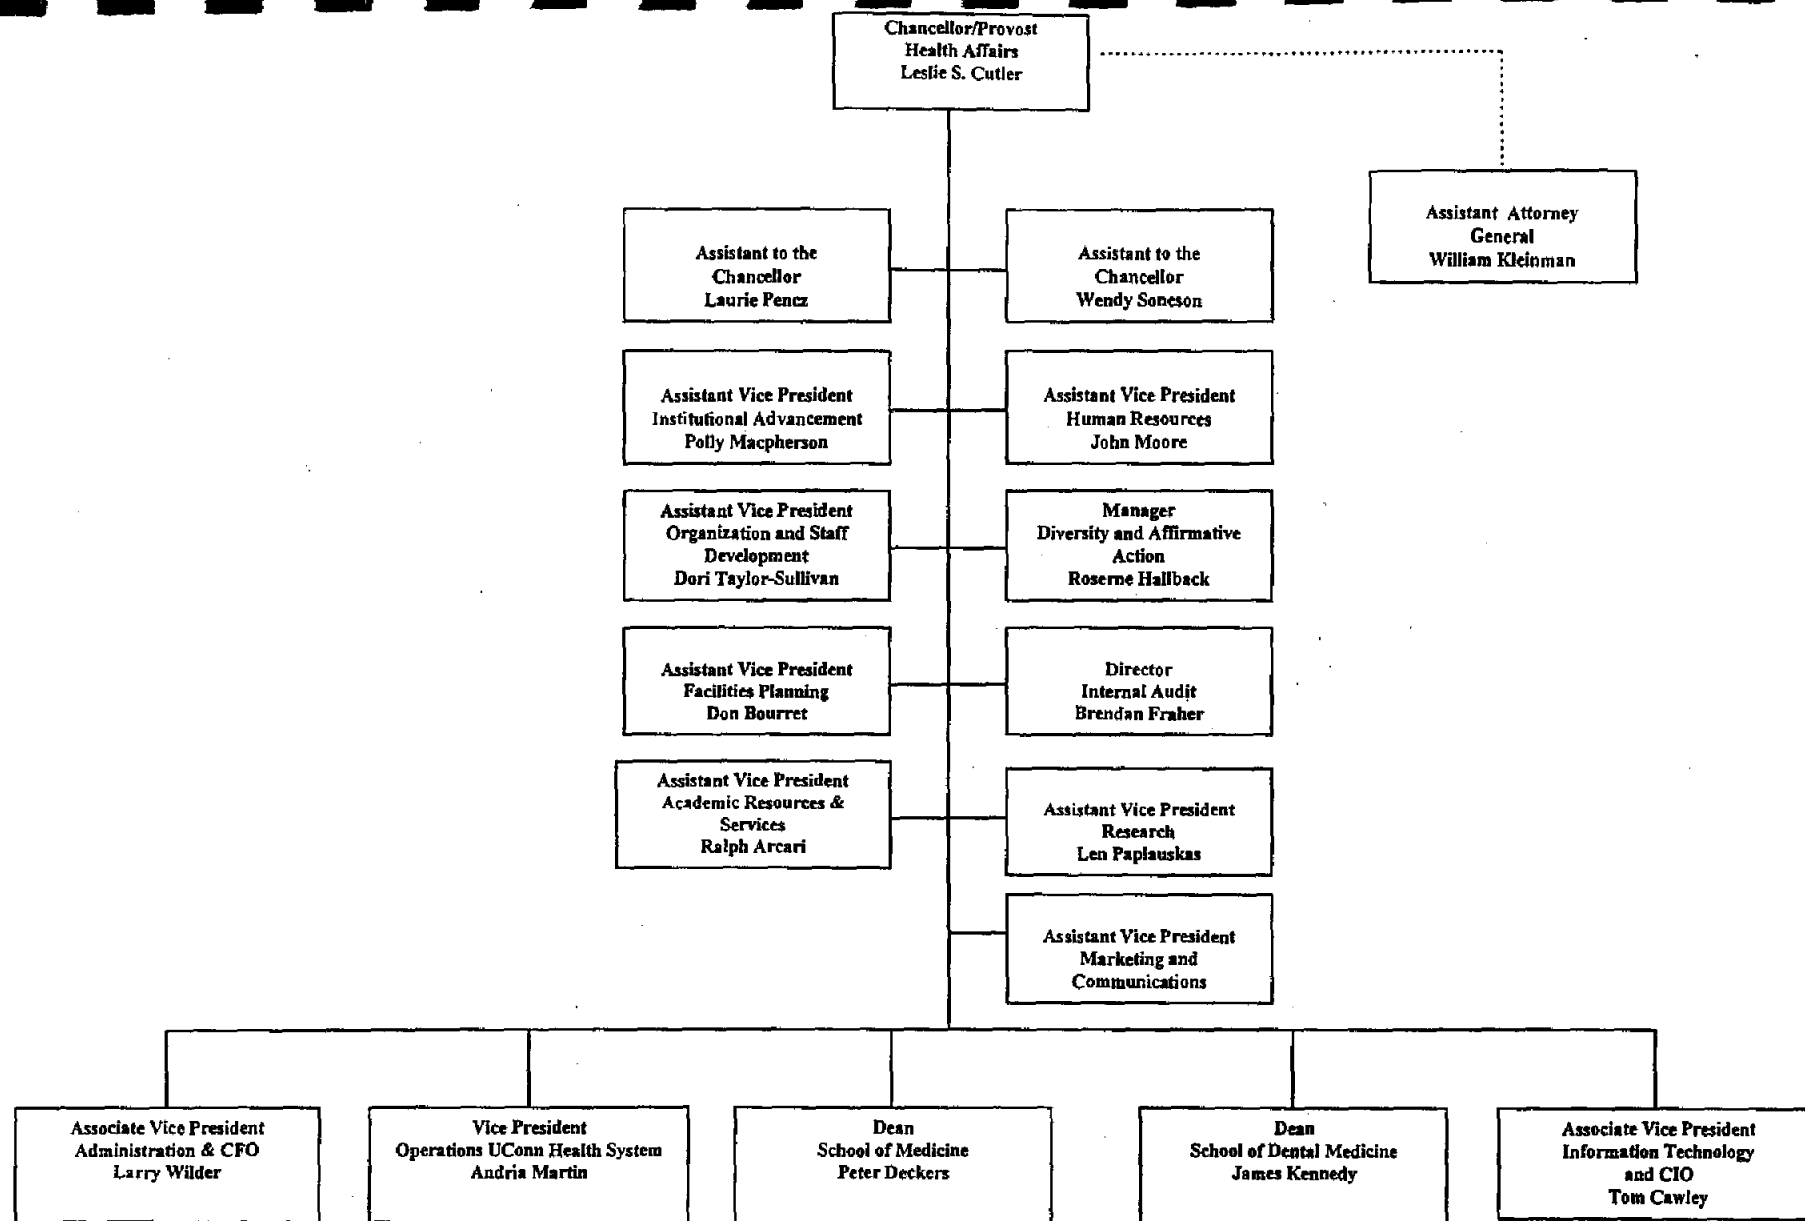 Chancellor/Provost
Health Affairs
Leslie S. Cutler
Assistant Attorney
General
William Kleinman
Assistant to the
Chancellor
Laurie Pencz
Assistant to the
Chancellor
Wendy Soneson
Assistant Vice President
Institutional Advancement
Polly Macpherson
Assistant Vice President
Human Resources
John Moore
Assistant Vice President
Organization and Staff
Development
Dori Taylor-Sullivan
Manager
Diversity and Affirmative
Action
Roserne Hallback
Assistant Vice President
Facilities Planning
Don Bourret
Director
Internal Audit
Brendan Fraher
Assistant Vice President
Academic Resources &
Services
Ralph Arcari
Assistant Vice President
Research
Len Paplauskas
Assistant Vice President
Marketing and
Communications
Associate Vice President
Administration & CFO
Larry Wilder
Vice President
Operations UConn Health System
Andria Martin
Dean
School of Medicine
Peter Deckers
Dean
School of Dental Medicine
James Kennedy
Associate Vice President
Information Technology
and CIO
Tom Cawley